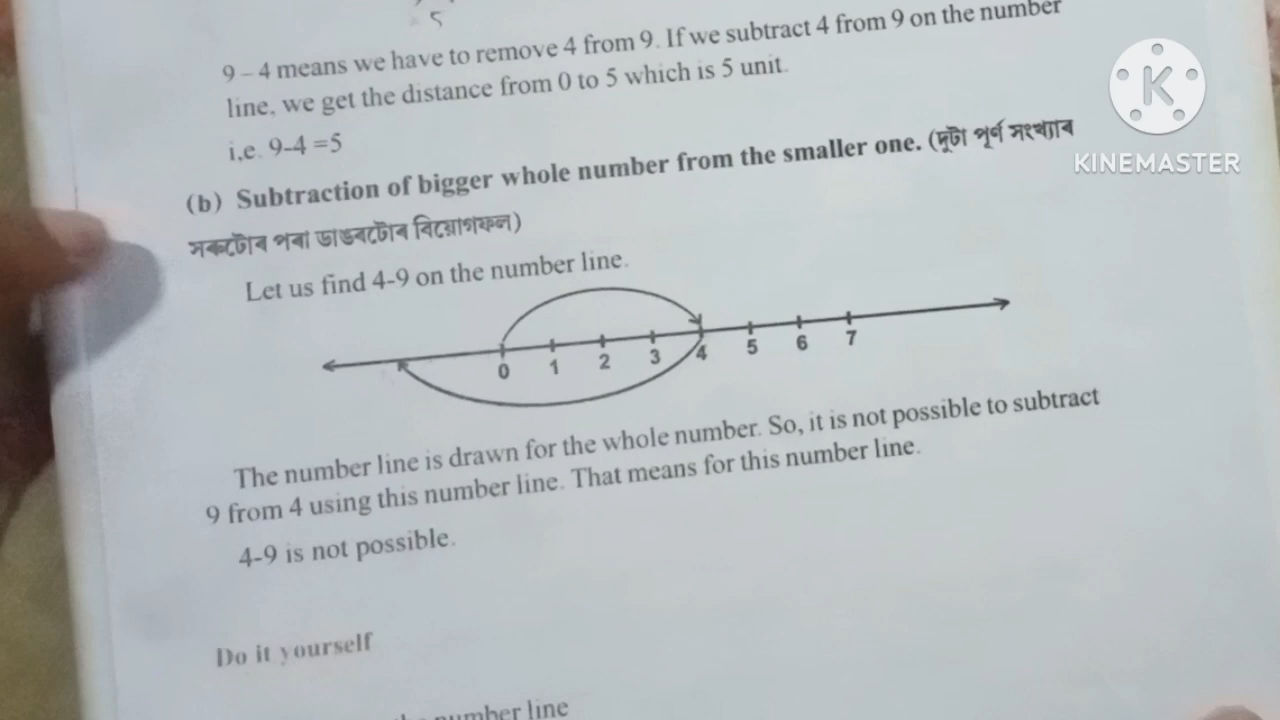 5
9 – 4 means we have to remove 4 from 9. If we subtract 4 from 9 on the number
line, we get the distance from 0 to 5 which is 5 unit.
i,e. 9-4 =5
K
KINEMASTER
(b) Subtraction of bigger whole number from the smaller one. (দুটা পূৰ্ণ সংখ্যাৰ
সৰুটোৰ পৰা ডাঙৰটোৰ বিয়োগফল)
Let us find 4-9 on the number line.
0 1 2 3 4 5 6 7
The number line is drawn for the whole number. So, it is not possible to subtract
9 from 4 using this number line. That means for this number line.
4-9 is not possible.
Do it yourself
number line